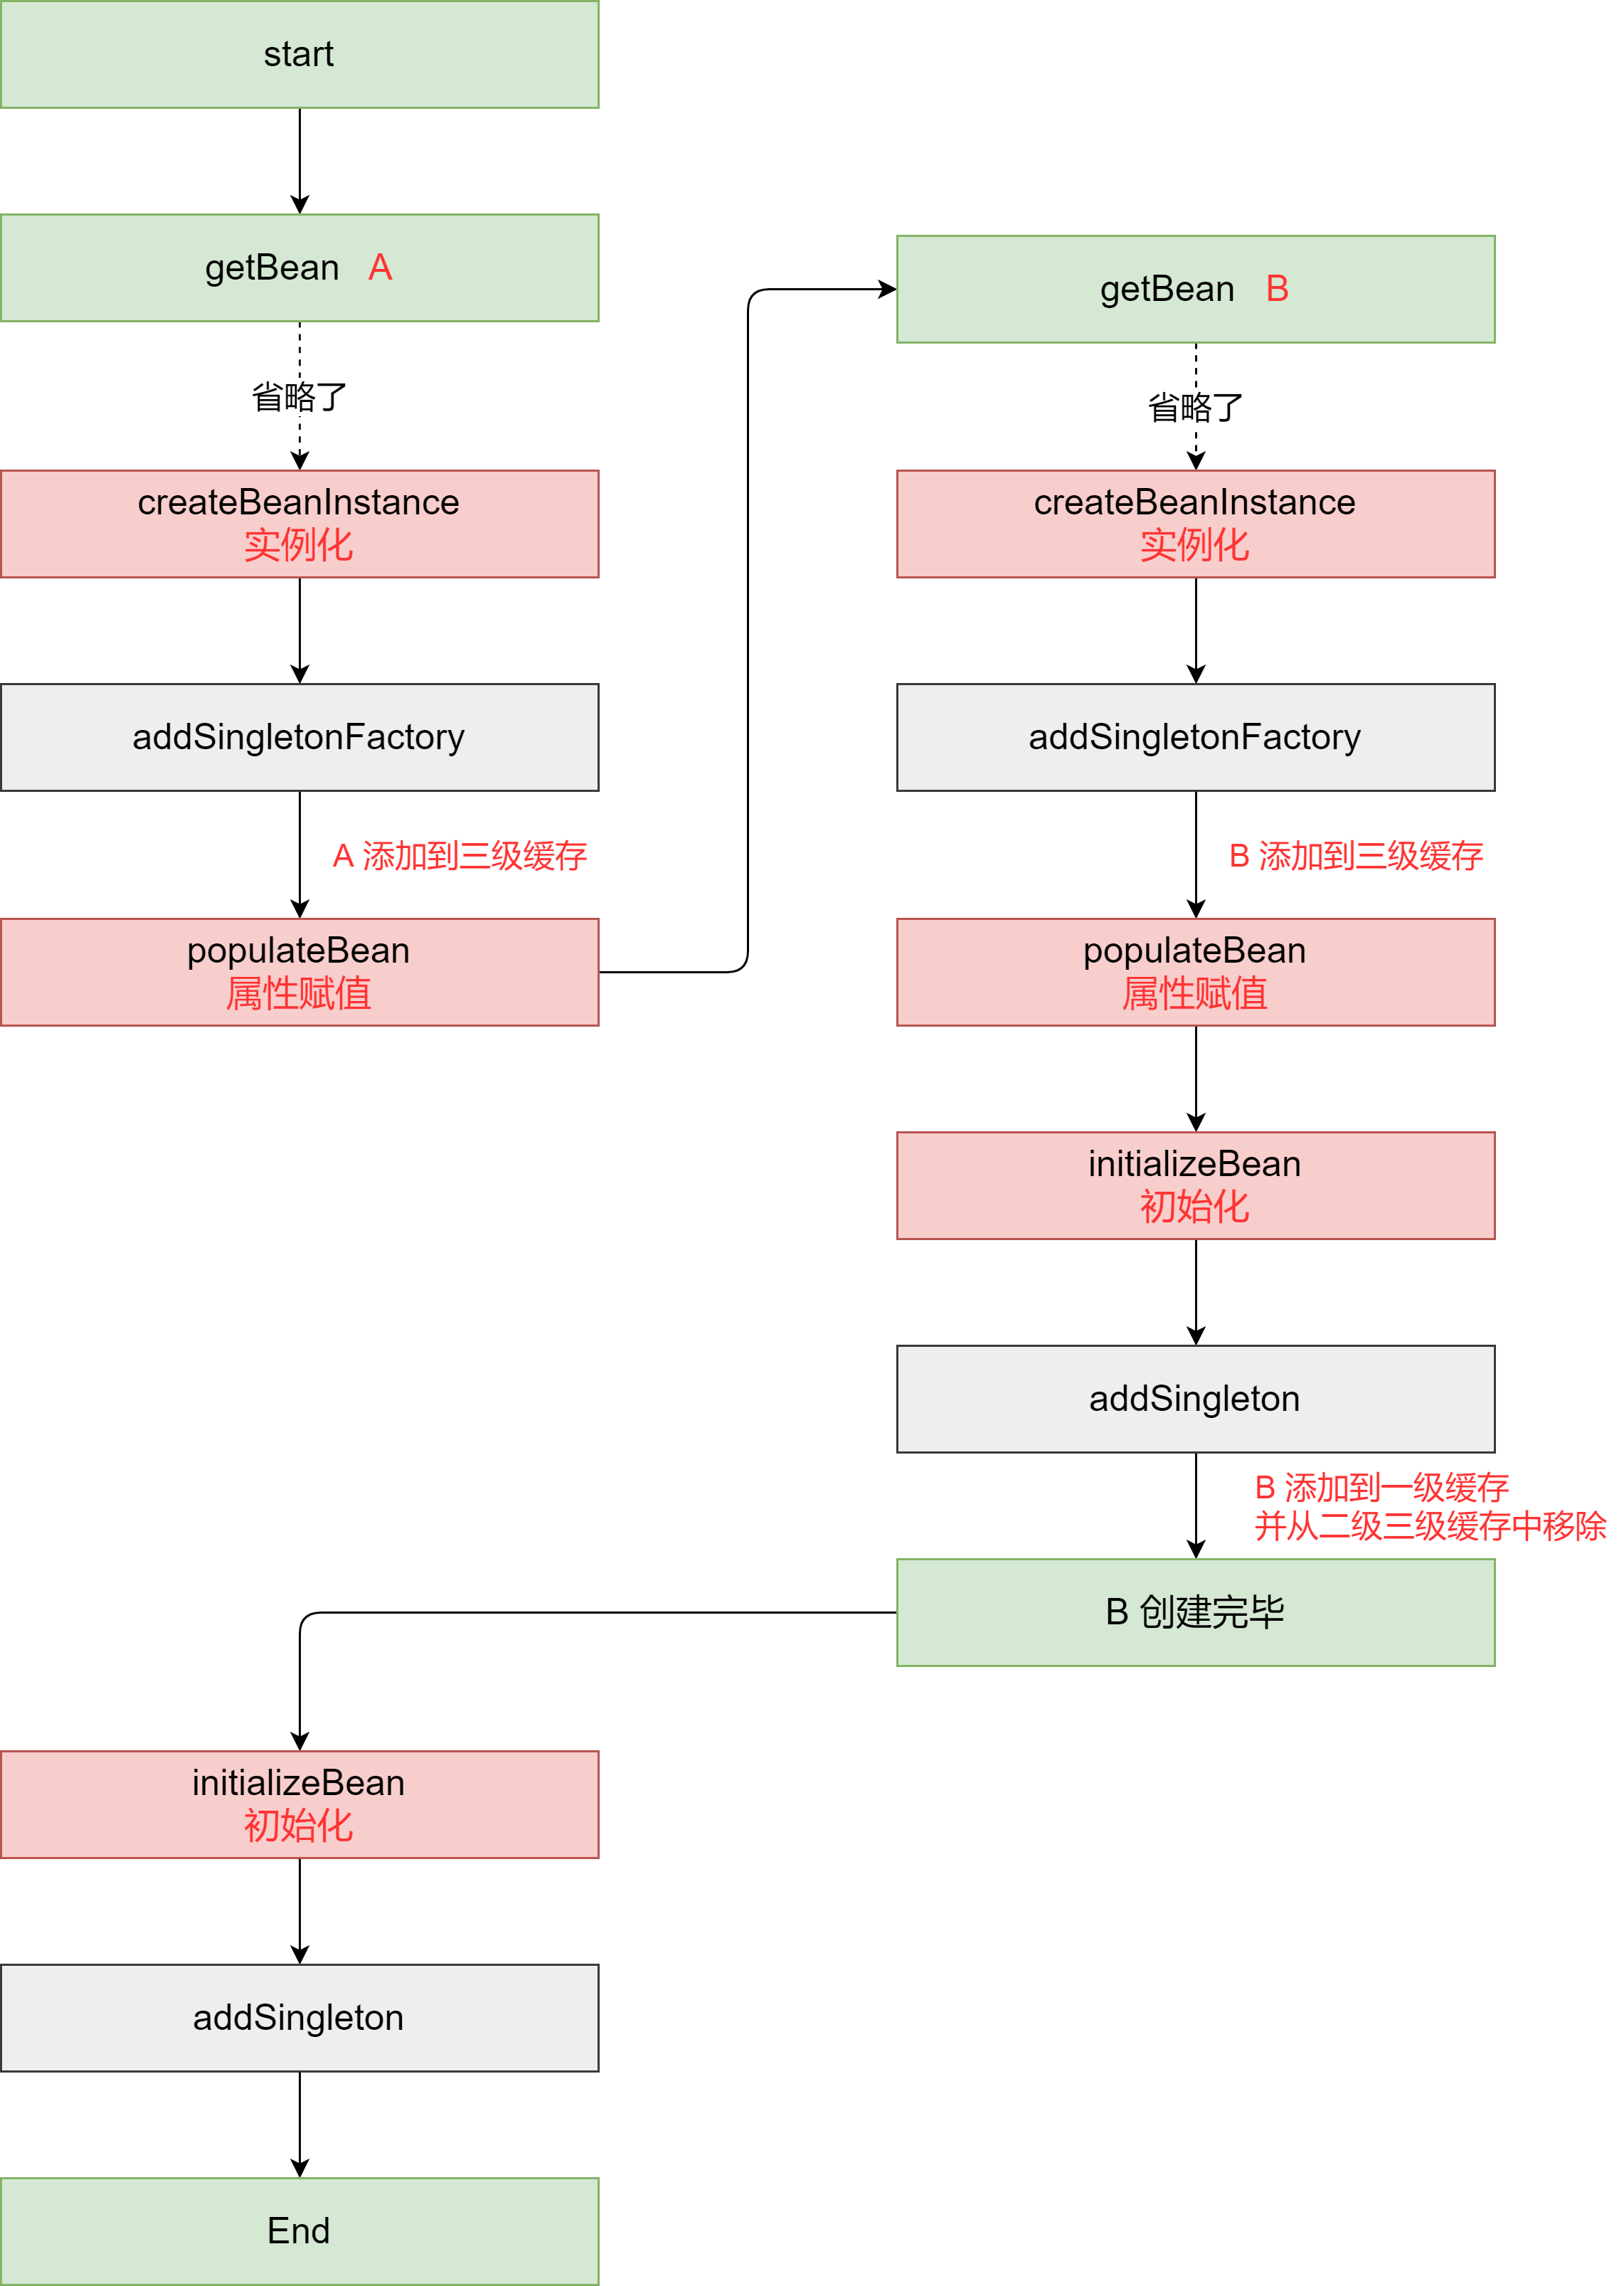 start
getBean A
省略了
createBeanInstance
实例化
addSingletonFactory
A 添加到三级缓存
populateBean
属性赋值
getBean B
省略了
createBeanInstance
实例化
addSingletonFactory
B 添加到三级缓存
populateBean
属性赋值
initializeBean
初始化
addSingleton
B 添加到一级缓存
并从二级三级缓存中移除
B 创建完毕
initializeBean
初始化
addSingleton
End